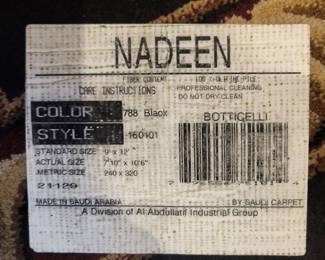 NADEEN
FIBER CONTENT
CARE INSTRUCTIONS PROFESSIONAL CLEANING
DO NOT DRY CLEAN
COLOR 788 Black BOTTICELLI
STYLE 160101
STANDARD SIZE 9' x 12'
ACTUAL SIZE 7'10" x 10'6"
METRIC SIZE 240 x 320
21129
MADE IN SAUDI ARABIA BY SAUDI CARPET
A Division of Al Abdullatif Industrial Group